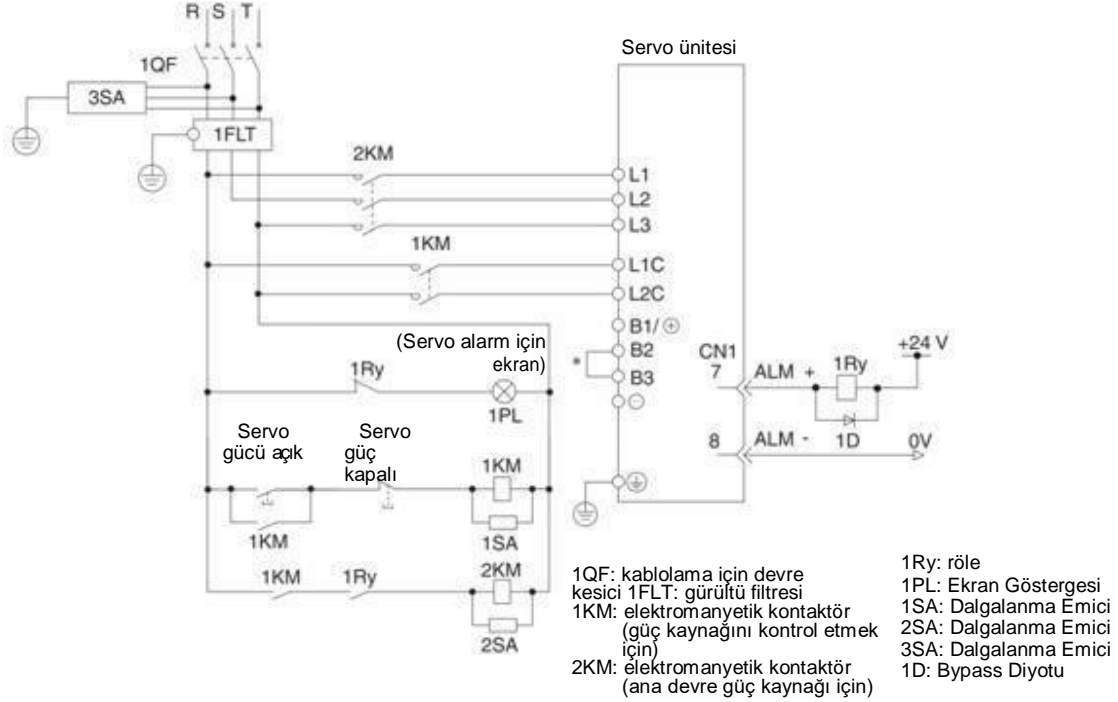 R S T
Servo ünitesi
1QF
3SA
1FLT
2KM
L1
L2
L3
1KM
L1C
L2C
B1/⊕
(Servo alarm için
ekran)
B2
*
B3
⊖
CN1
7
ALM +
1Ry
+24 V
1Ry
1PL
8
ALM -
1D
0V
Servo
gücü açık
Servo
güç
kapalı
1KM
1KM
1SA
1KM
1Ry
2KM
2SA
1QF: kablolama için devre
kesici 1FLT: gürültü filtresi
1KM: elektromanyetik kontaktör
(güç kaynağını kontrol etmek
için)
2KM: elektromanyetik kontaktör
(ana devre güç kaynağı için)
1Ry: röle
1PL: Ekran Göstergesi
1SA: Dalgalanma Emici
2SA: Dalgalanma Emici
3SA: Dalgalanma Emici
1D: Bypass Diyotu